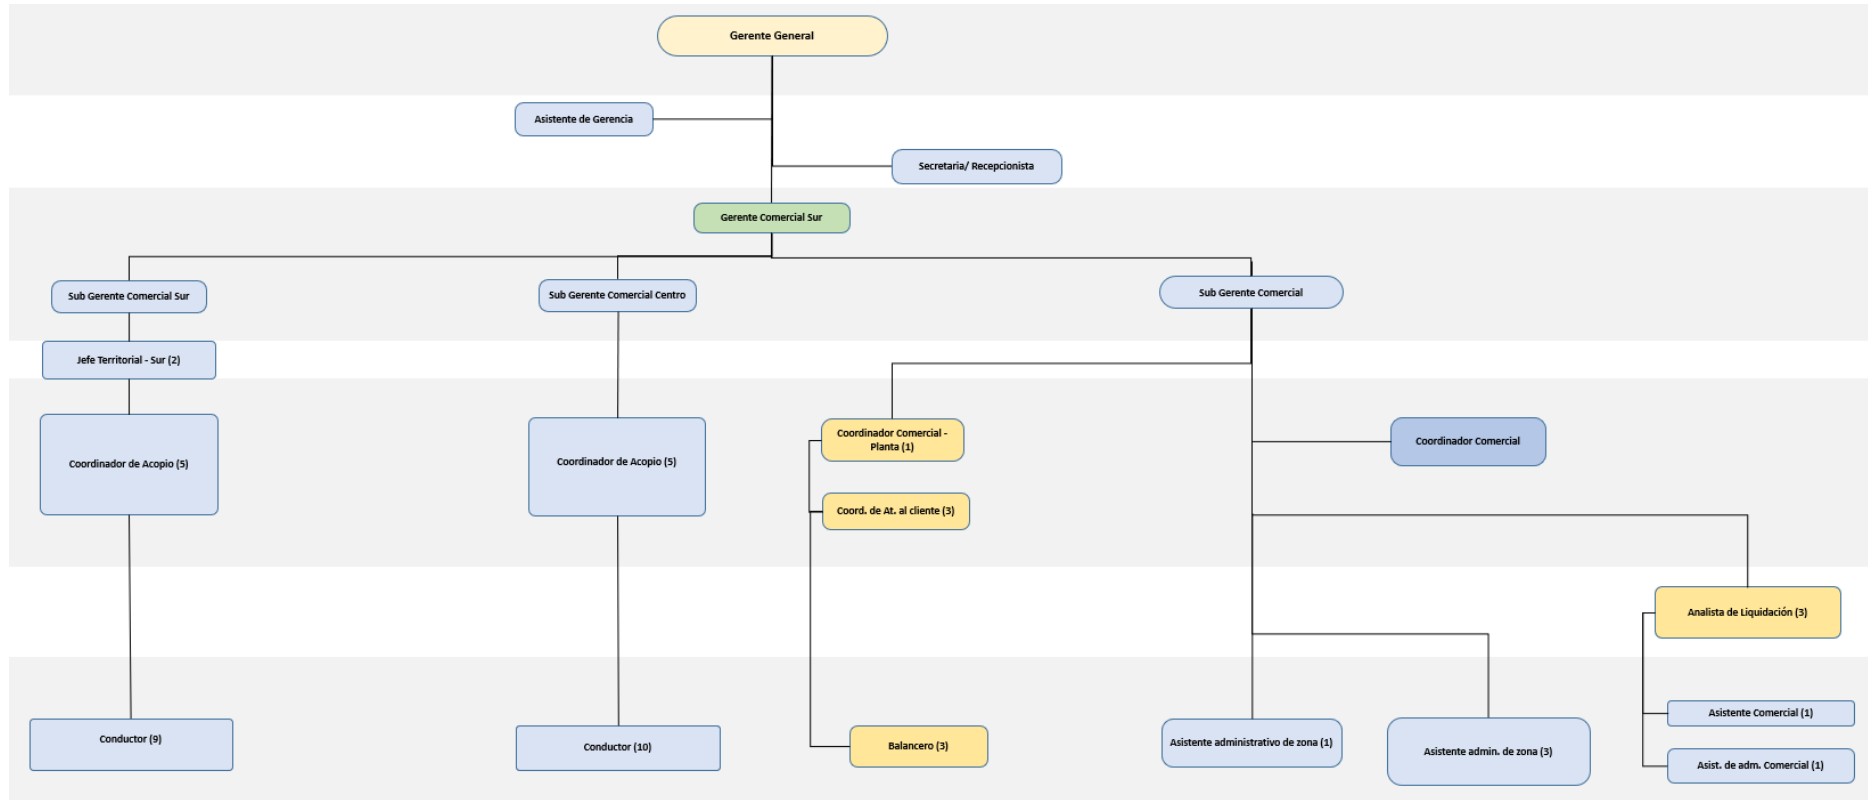 Gerente General
Asistente de Gerencia
Secretaria/ Recepcionista
Gerente Comercial Sur
Sub Gerente Comercial Sur
Sub Gerente Comercial Centro
Sub Gerente Comercial
Jefe Territorial - Sur (2)
Coordinador de Acopio (5)
Coordinador de Acopio (5)
Coordinador Comercial -
Planta (1)
Coordinador Comercial
Coord. de At. al cliente (3)
Analista de Liquidación (3)
Conductor (9)
Conductor (10)
Balancero (3)
Asistente administrativo de zona (1)
Asistente admin. de zona (3)
Asistente Comercial (1)
Asist. de adm. Comercial (1)